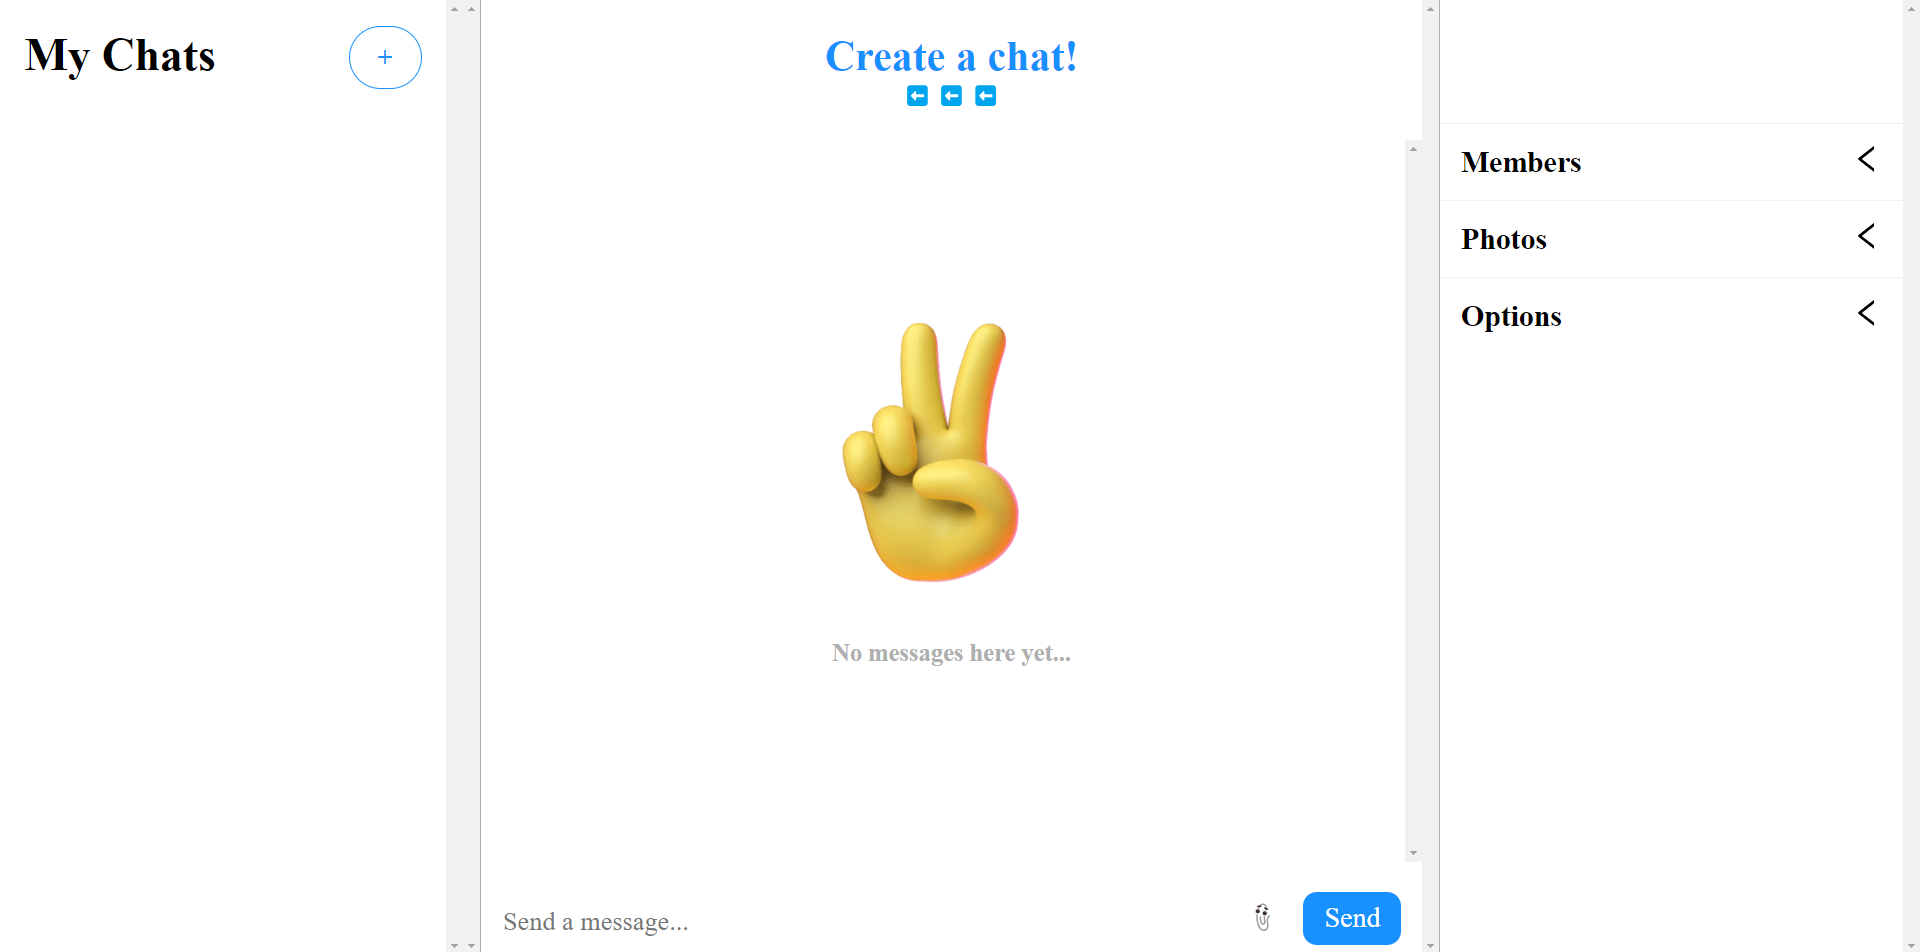 My Chats
+
Create a chat!
⬅️ ⬅️ ⬅️
No messages here yet...
Send a message...
Send
Members
Photos
Options